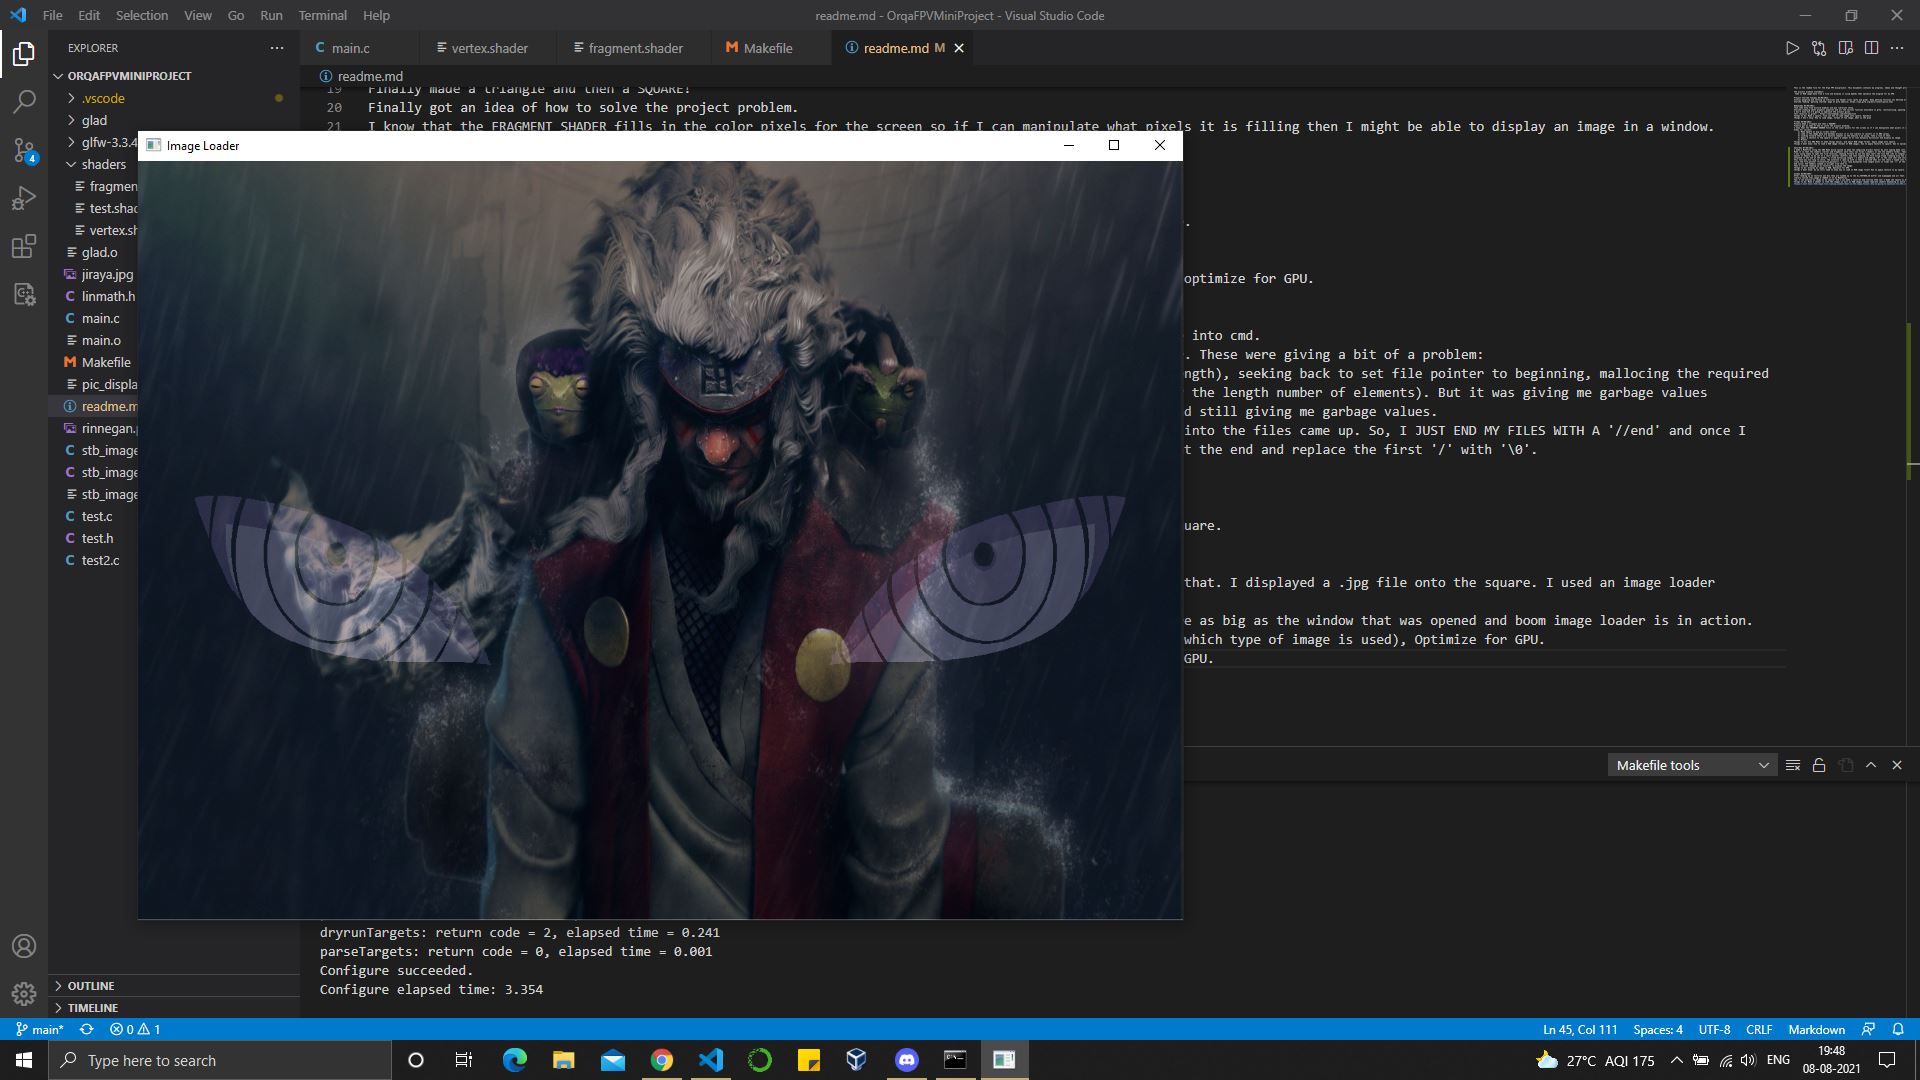 File Edit Selection View Go Run Terminal Help
readme.md - OrqaFPVMiniProject - Visual Studio Code
EXPLORER
main.c
vertex.shader
fragment.shader
Makefile
readme.md M
ORQAFPVMINIPROJECT
readme.md
.vscode
glad
glfw-3.3.4
shaders
fragmen
test.shad
vertex.sh
glad.o
jiraya.jpg
linmath.h
main.c
main.o
Makefile
pic_displa
readme.m
rinnegan.
stb_image
stb_image
stb_image
test.c
test.h
test2.c
OUTLINE
TIMELINE
19 Finally made a triangle and then a SQUARE!
20 Finally got an idea of how to solve the project problem.
21 I know that the FRAGMENT SHADER fills in the color pixels for the screen so if I can manipulate what pixels it is filling then I might be able to display an image in a window.
Image Loader
.
optimize for GPU.
into cmd.
. These were giving a bit of a problem:
ngth), seeking back to set file pointer to beginning, mallocing the required
the length number of elements). But it was giving me garbage values
d still giving me garbage values.
into the files came up. So, I JUST END MY FILES WITH A '//end' and once I
t the end and replace the first '/' with '\0'.
uare.
that. I displayed a .jpg file onto the square. I used an image loader
e as big as the window that was opened and boom image loader is in action.
which type of image is used), Optimize for GPU.
GPU.
Makefile tools
dryrunTargets: return code = 2, elapsed time = 0.241
parseTargets: return code = 0, elapsed time = 0.001
Configure succeeded.
Configure elapsed time: 3.354
4
main* 0 1
Ln 45, Col 111 Spaces: 4 UTF-8 CRLF Markdown
Type here to search
27°C AQI 175 ENG
19:48
08-08-2021